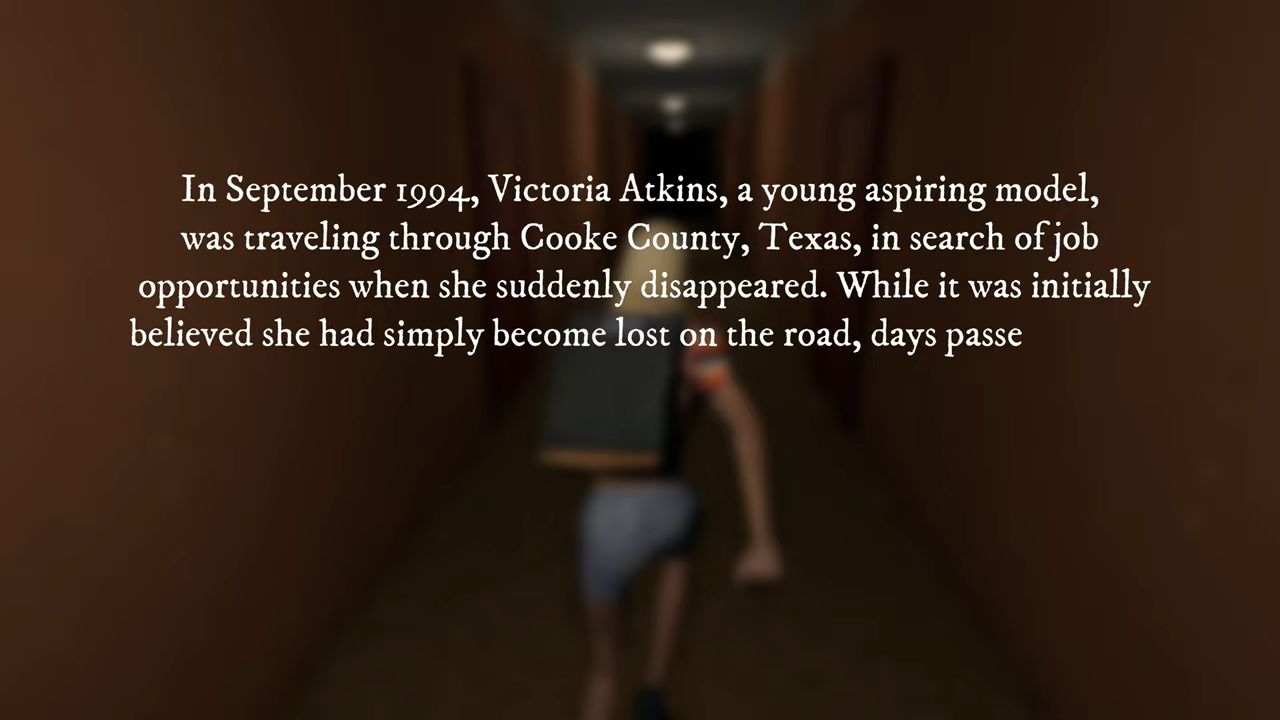 In September 1994, Victoria Atkins, a young aspiring model,
was traveling through Cooke County, Texas, in search of job
opportunities when she suddenly disappeared. While it was initially
believed she had simply become lost on the road, days passe